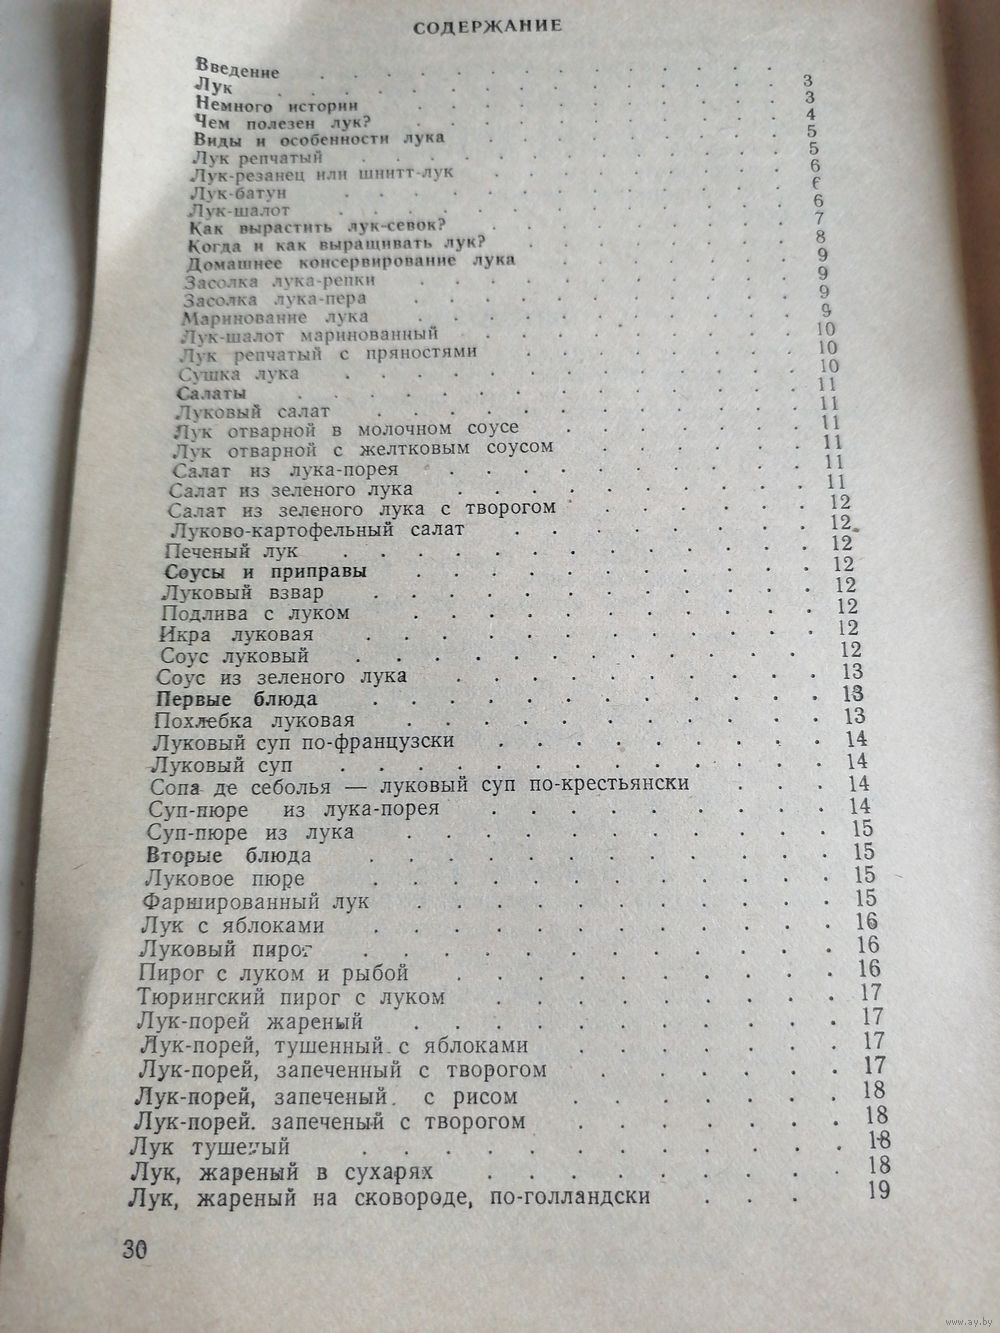 СОДЕРЖАНИЕ
Введение . . . . . . . . . .
Лук . . . . . . . . . . 3
Немного истории . . . . . . . . . . 3
Чем полезен лук? . . . . . . . . . . 4
Виды и особенности лука . . . . . . . . 5
Лук репчатый . . . . . . . . . . 5
Лук-резанец или шнитт-лук . . . . . . . . 6
Лук-батун . . . . . . . . . . 6
Лук-шалот . . . . . . . . . . 6
Как вырастить лук-севок? . . . . . . . . 7
Когда и как выращивать лук? . . . . . . . . 8
Домашнее консервирование лука . . . . . . . 9
Засолка лука-репки . . . . . . . . . . 9
Засолка лука-пера . . . . . . . . . . 9
Маринование лука . . . . . . . . . . 9
Лук-шалот маринованный . . . . . . . . 10
Лук репчатый с пряностями . . . . . . . . 10
Сушка лука . . . . . . . . . . 10
Салаты . . . . . . . . . . 11
Луковый салат . . . . . . . . . . 11
Лук отварной в молочном соусе . . . . . . . 11
Лук отварной с желтковым соусом . . . . . . 11
Салат из лука-порея . . . . . . . . . . 11
Салат из зеленого лука . . . . . . . . . 11
Салат из зеленого лука с творогом . . . . . . 12
Луково-картофельный салат . . . . . . . . 12
Печеный лук . . . . . . . . . . 12
Соусы и приправы . . . . . . . . . . 12
Луковый взвар . . . . . . . . . . 12
Подлива с луком . . . . . . . . . . 12
Икра луковая . . . . . . . . . . 12
Соус луковый . . . . . . . . . . 12
Соус из зеленого лука . . . . . . . . . 13
Первые блюда . . . . . . . . . . 13
Похлебка луковая . . . . . . . . . . 13
Луковый суп по-французски . . . . . . . . . 14
Луковый суп . . . . . . . . . . 14
Сопа де себолья — луковый суп по-крестьянски . . . 14
Суп-пюре из лука-порея . . . . . . . . . 14
Суп-пюре из лука . . . . . . . . . . 15
Вторые блюда . . . . . . . . . . 15
Луковое пюре . . . . . . . . . . 15
Фаршированный лук . . . . . . . . . . 15
Лук с яблоками . . . . . . . . . . 16
Луковый пирог . . . . . . . . . . 16
Пирог с луком и рыбой . . . . . . . . . 16
Тюрингский пирог с луком . . . . . . . . . 17
Лук-порей жареный . . . . . . . . . . 17
Лук-порей, тушенный с яблоками . . . . . . . 17
Лук-порей, запеченный с творогом . . . . . . 17
Лук-порей, запеченый с рисом . . . . . . . 18
Лук-порей. запеченый с творогом . . . . . . . 18
Лук тушеный . . . . . . . . . . 18
Лук, жареный в сухарях . . . . . . . . . 18
Лук, жареный на сковороде, по-голландски . . . 19
30
www.ay.by